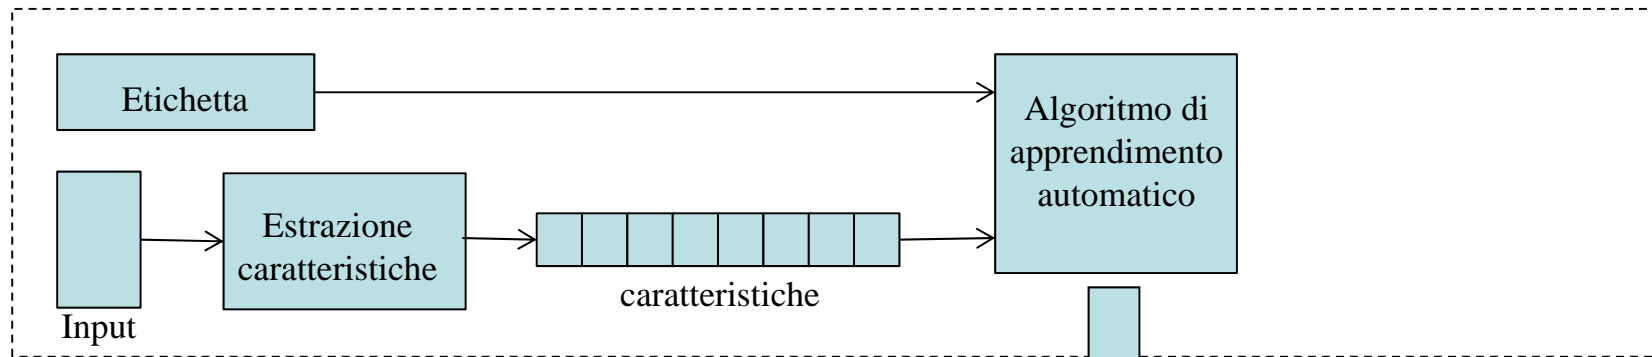 Etichetta
Algoritmo di
apprendimento
automatico
Estrazione
caratteristiche
caratteristiche
Input